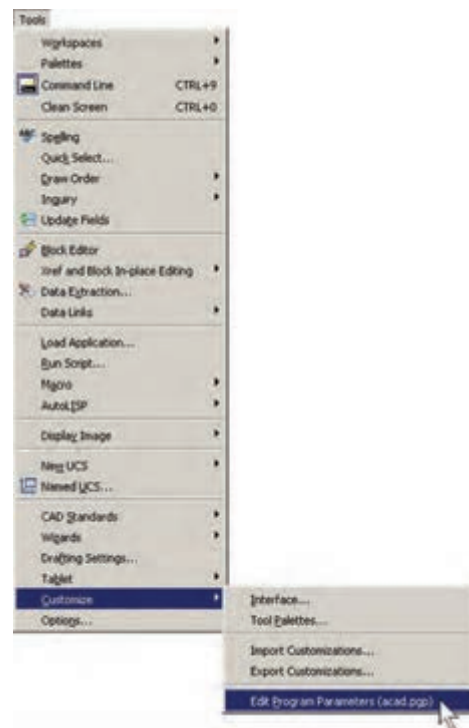 Tools
Workspaces
Palettes
Command Line CTRL+9
Clean Screen CTRL+0
ABC Spelling
Quick Select...
Draw Order
Inquiry
Update Fields
Block Editor
Xref and Block In-place Editing
Data Extraction...
Data Links
Load Application...
Run Script...
Macro
AutoLISP
Display Image
New UCS
Named UCS...
CAD Standards
Wizards
Drafting Settings...
Tablet
Customize
Options...
Interface...
Tool Palettes...
Import Customizations...
Export Customizations...
Edit Program Parameters (acad.pgp)